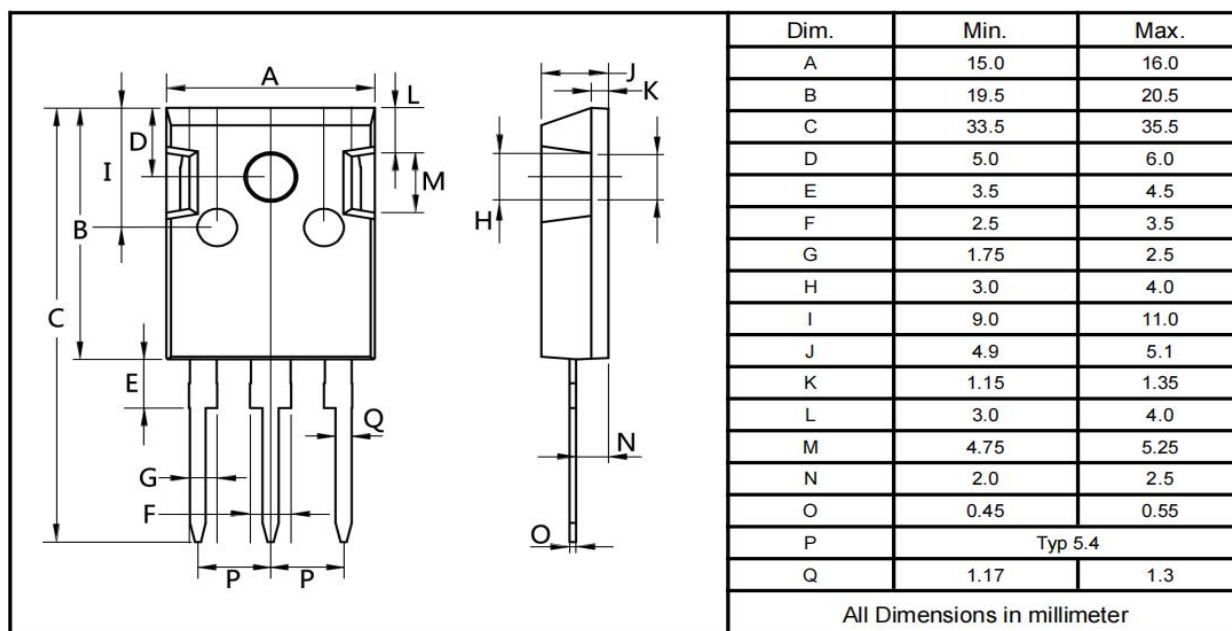 A
L
D
I
M
B
C
E
Q
G
F
P P
J
K
H
N
O
Dim. Min. Max.
A 15.0 16.0
B 19.5 20.5
C 33.5 35.5
D 5.0 6.0
E 3.5 4.5
F 2.5 3.5
G 1.75 2.5
H 3.0 4.0
I 9.0 11.0
J 4.9 5.1
K 1.15 1.35
L 3.0 4.0
M 4.75 5.25
N 2.0 2.5
O 0.45 0.55
P Typ 5.4
Q 1.17 1.3
All Dimensions in millimeter